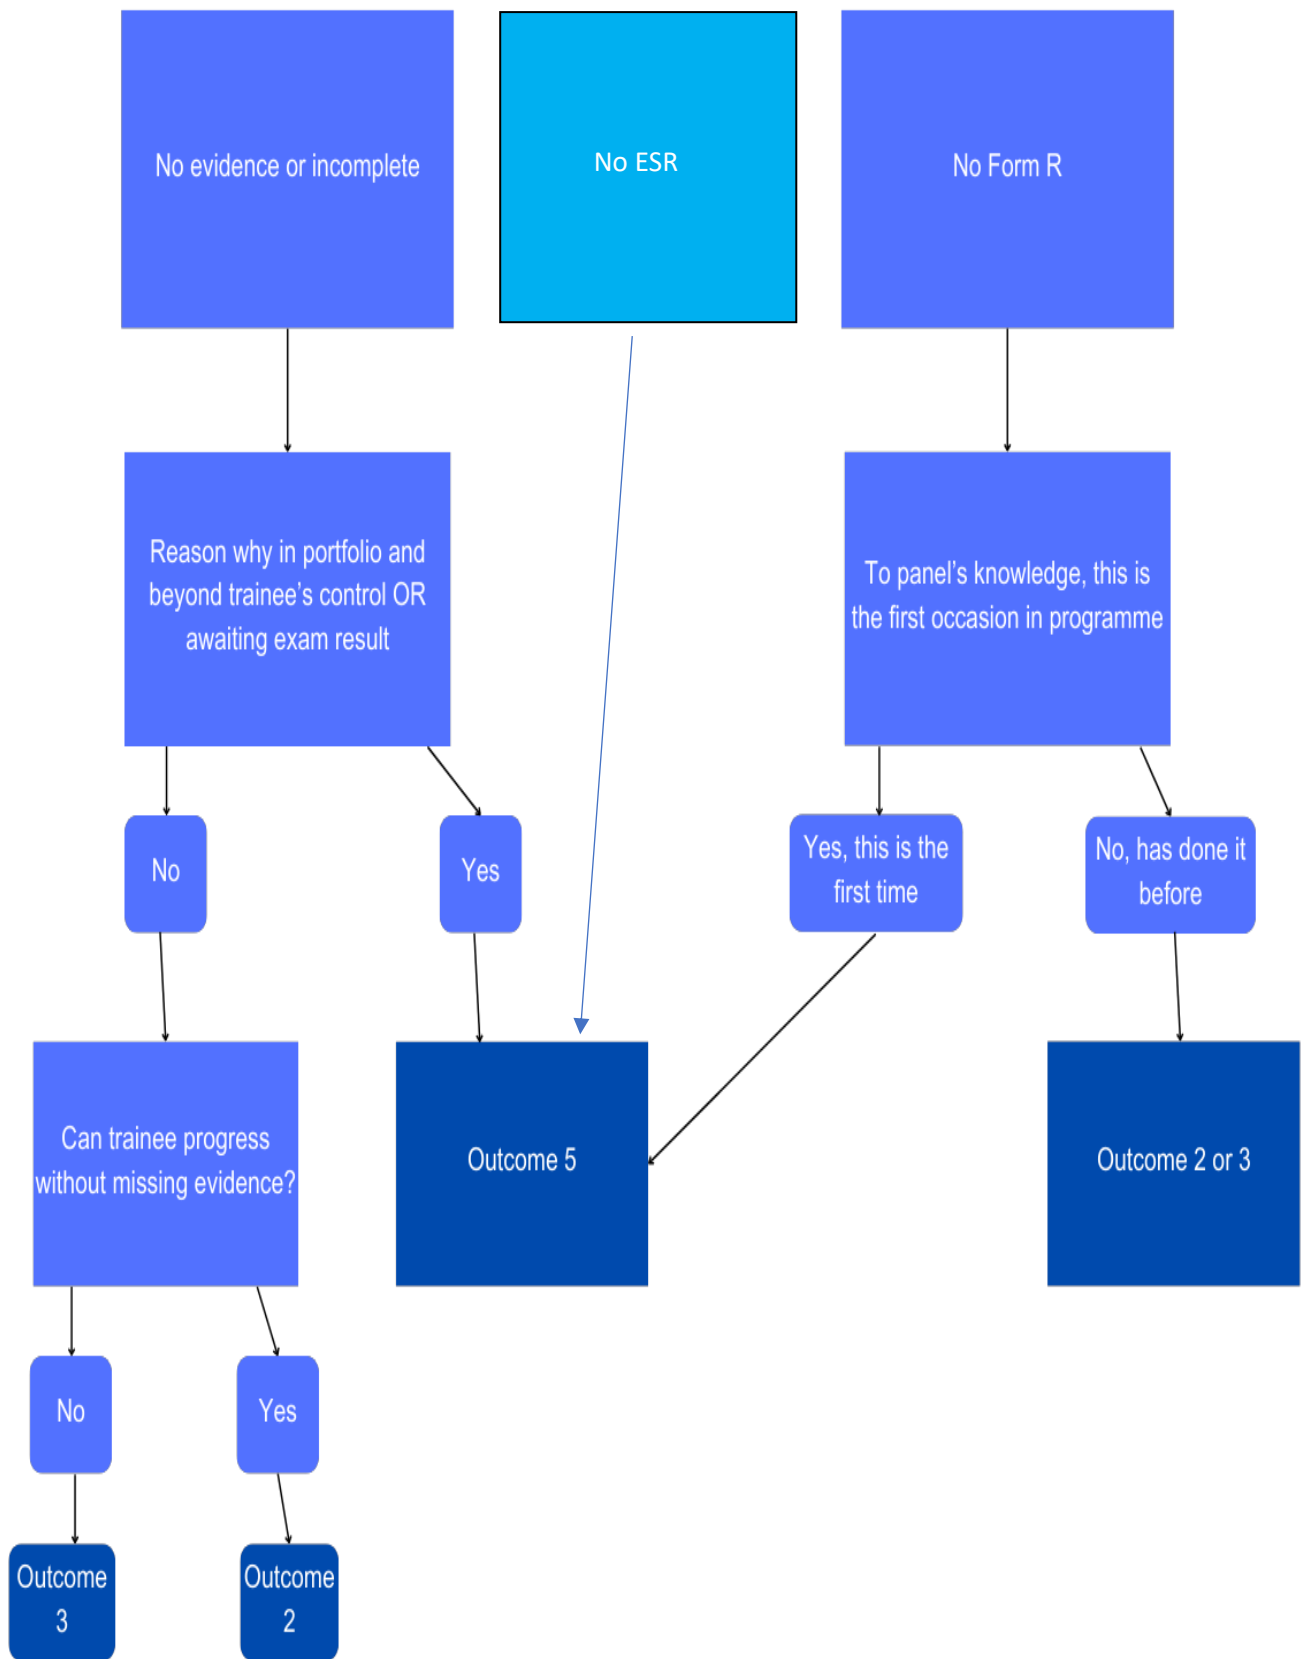 No evidence or incomplete
No ESR
No Form R
Reason why in portfolio and
beyond trainee’s control OR
awaiting exam result
To panel’s knowledge, this is
the first occasion in programme
No
Yes
Yes, this is the
first time
No, has done it
before
Can trainee progress
without missing evidence?
Outcome 5
Outcome 2 or 3
No
Yes
Outcome
3
Outcome
2